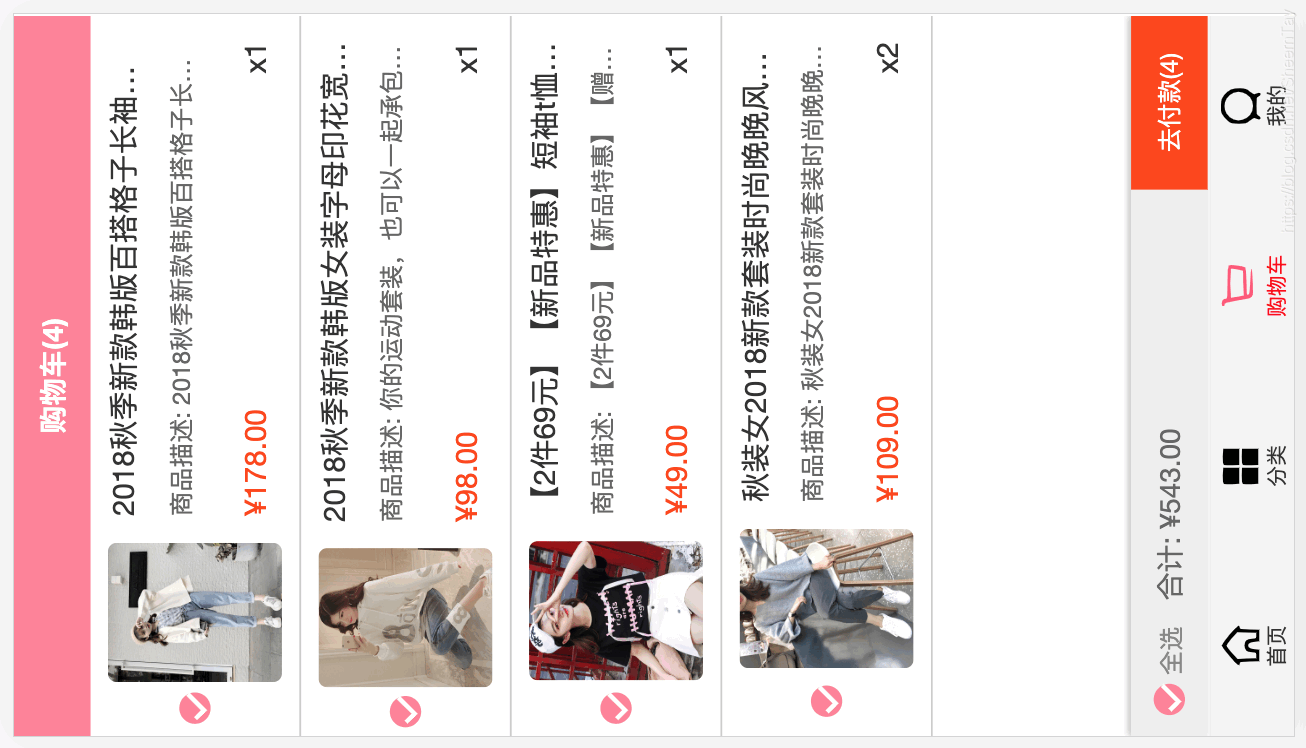 购物车(4)
2018秋季新款韩版百搭格子长袖...
商品描述: 2018秋季新款韩版百搭格子长...
¥178.00
x1
2018秋季新款韩版女装字母印花宽...
商品描述: 你的运动套装，也可以一起承包...
¥98.00
x1
【2件69元】【新品特惠】短袖t恤...
商品描述: 【2件69元】【新品特惠】【赠...
¥49.00
x1
rights
are
rights
秋装女2018新款套装时尚晚晚风...
商品描述: 秋装女2018新款套装时尚晚晚...
¥109.00
x2
全选
合计: ¥543.00
去付款(4)
首页
分类
购物车
我的